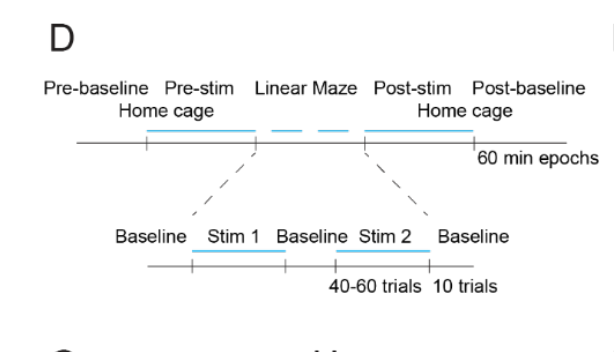 D
Pre-baseline Pre-stim Linear Maze Post-stim Post-baseline
Home cage Home cage
60 min epochs
Baseline Stim 1 Baseline Stim 2 Baseline
40-60 trials 10 trials